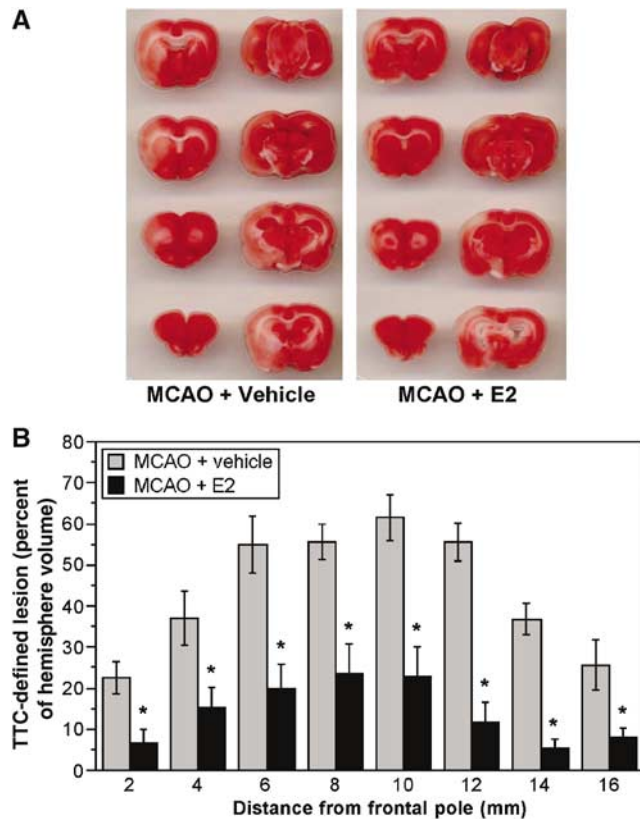 A
MCAO + Vehicle
MCAO + E2
B
TTC-defined lesion (percent
of hemisphere volume)
80
70
60
50
40
30
20
10
0
MCAO + vehicle
MCAO + E2
* * * * * * * *
2 4 6 8 10 12 14 16
Distance from frontal pole (mm)